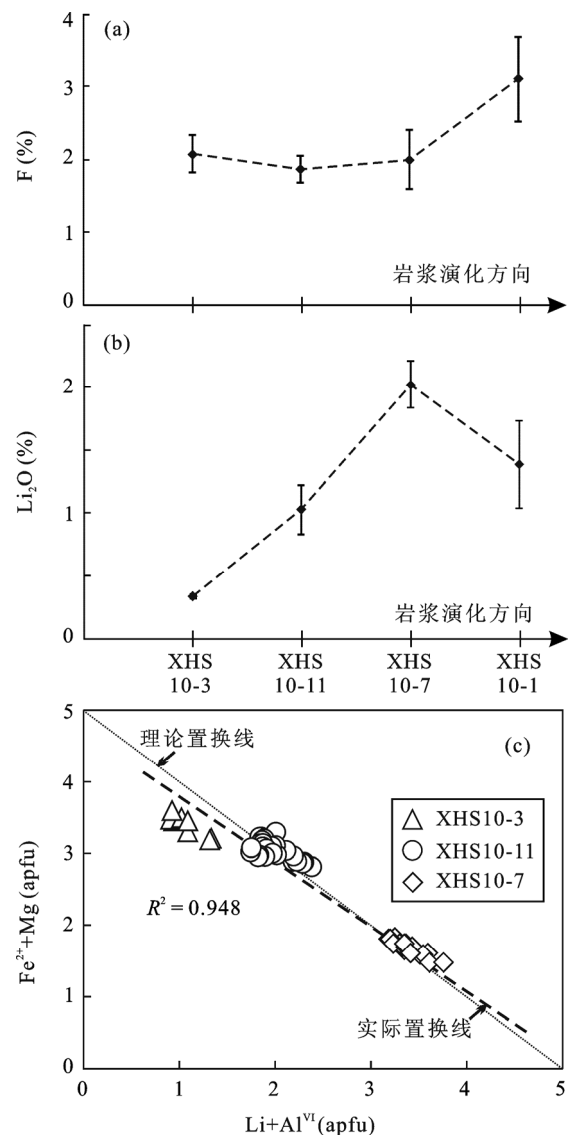 (a)
4
3
2
1
0
F (%)
岩浆演化方向
(b)
2
1
0
Li₂O (%)
岩浆演化方向
XHS 10-3
XHS 10-11
XHS 10-7
XHS 10-1
(c)
5
4
3
2
1
0
Fe²⁺+Mg (apfu)
理论置换线
XHS10-3
XHS10-11
XHS10-7
R² = 0.948
实际置换线
0 1 2 3 4 5
Li+Alⱽᴵ (apfu)